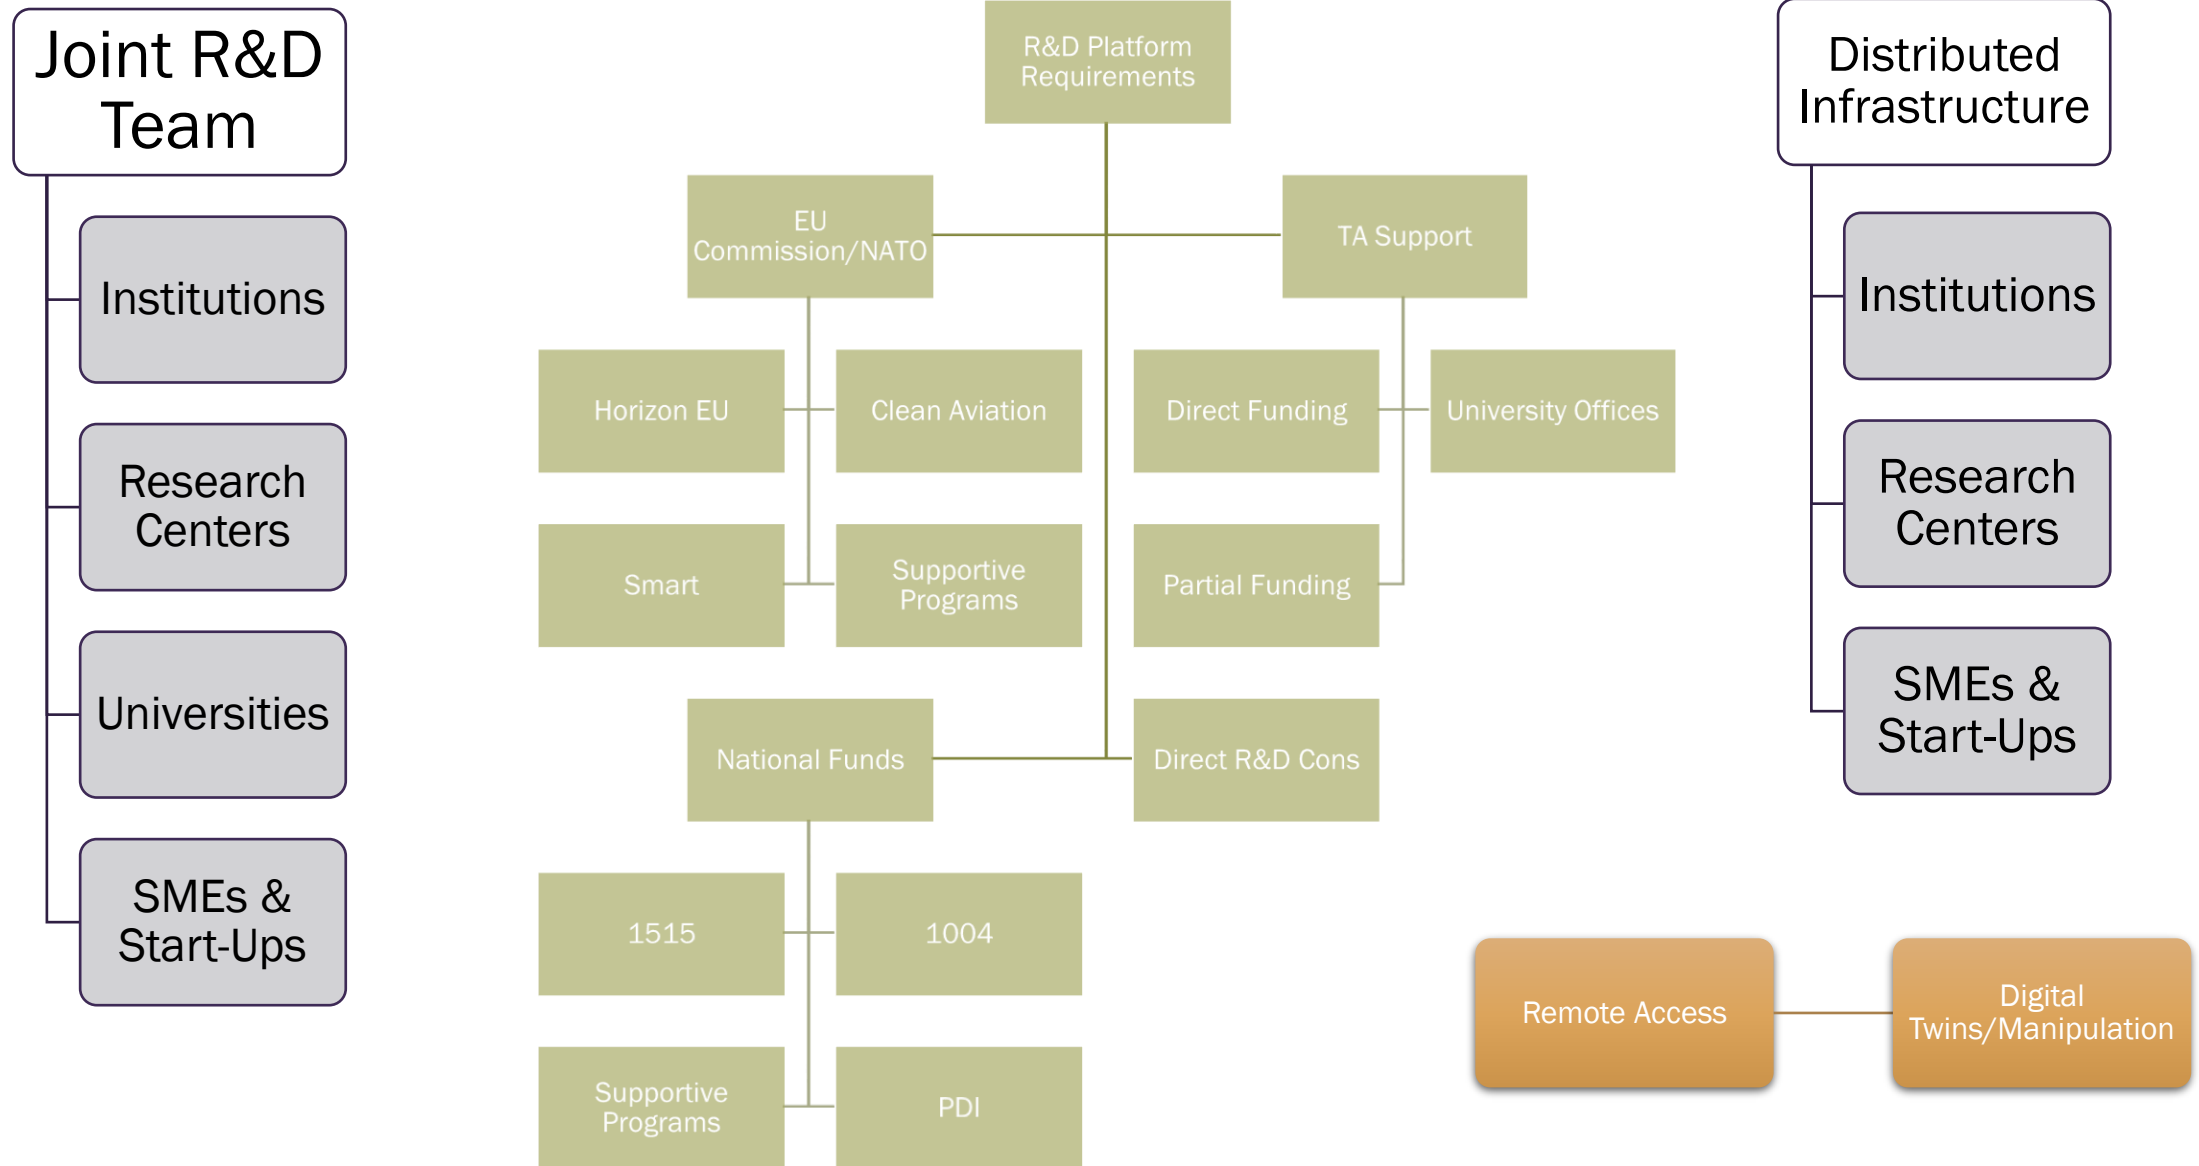 Joint R&D
Team
Institutions
Research
Centers
Universities
SMEs &
Start-Ups
R&D Platform
Requirements
EU
Commission/NATO
TA Support
Horizon EU
Clean Aviation
Direct Funding
University Offices
Smart
Supportive
Programs
Partial Funding
National Funds
Direct R&D Cons
1515
1004
Supportive
Programs
PDI
Distributed
Infrastructure
Institutions
Research
Centers
SMEs &
Start-Ups
Remote Access
Digital
Twins/Manipulation